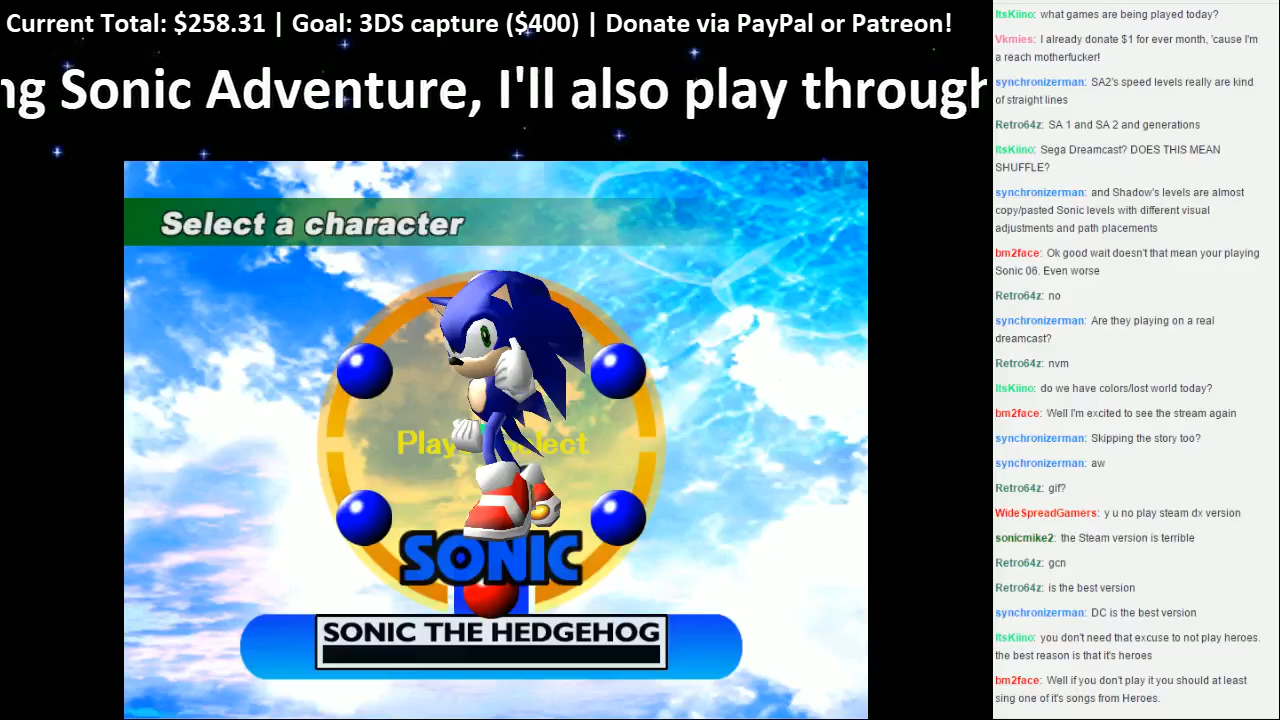 Current Total: $258.31 | Goal: 3DS capture ($400) | Donate via PayPal or Patreon!
ng Sonic Adventure, I'll also play through
Select a character
Play Select
SONIC
SONIC THE HEDGEHOG
ItsKiino: what games are being played today?
Vkmies: I already donate $1 for ever month, 'cause I'm
a reach motherfucker!
synchronizerman: SA2's speed levels really are kind
of straight lines
Retro64z: SA 1 and SA 2 and generations
ItsKiino: Sega Dreamcast? DOES THIS MEAN
SHUFFLE?
synchronizerman: and Shadow's levels are almost
copy/pasted Sonic levels with different visual
adjustments and path placements
bm2face: Ok good wait doesn't that mean your playing
Sonic 06. Even worse
Retro64z: no
synchronizerman: Are they playing on a real
dreamcast?
Retro64z: nvm
ItsKiino: do we have colors/lost world today?
bm2face: Well I'm excited to see the stream again
synchronizerman: Skipping the story too?
synchronizerman: aw
Retro64z: gif?
WideSpreadGamers: y u no play steam dx version
sonicmike2: the Steam version is terrible
Retro64z: gcn
Retro64z: is the best version
synchronizerman: DC is the best version
ItsKiino: you don't need that excuse to not play heroes.
the best reason is that it's heroes
bm2face: Well if you don't play it you should at least
sing one of it's songs from Heroes.